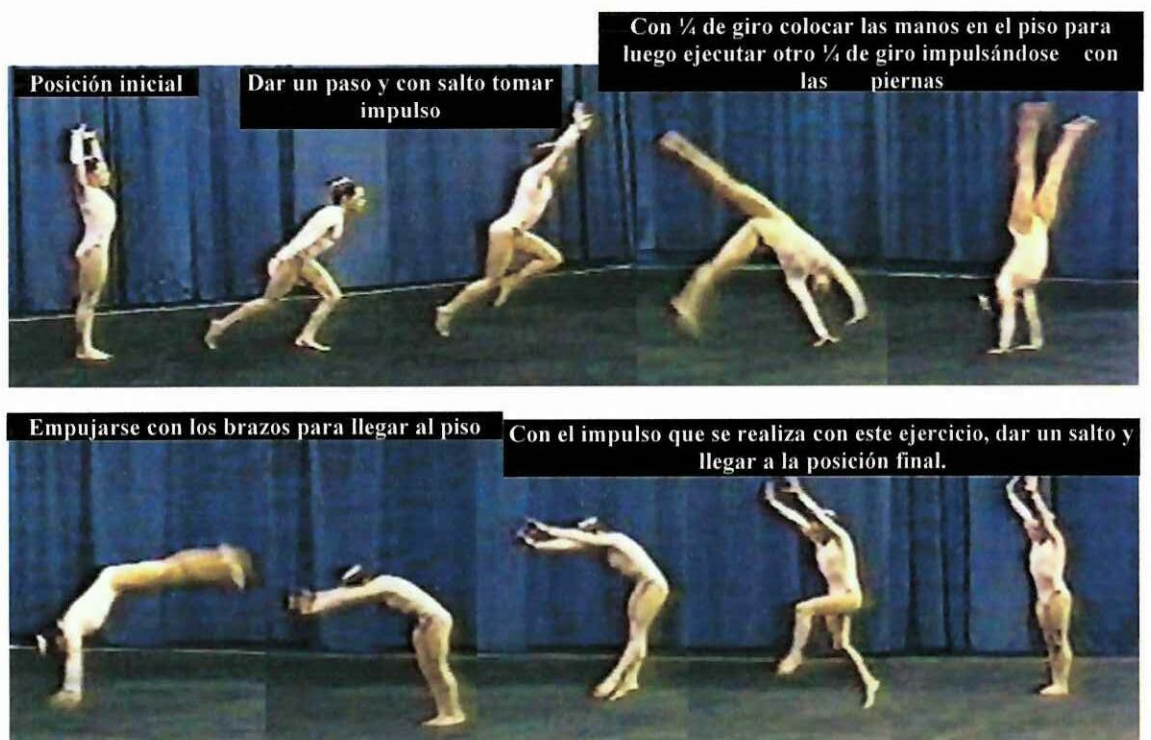 Con ¼ de giro colocar las manos en el piso para
luego ejecutar otro ¼ de giro impulsándose con
las piernas
Posición inicial
Dar un paso y con salto tomar
impulso
Empujarse con los brazos para llegar al piso
Con el impulso que se realiza con este ejercicio, dar un salto y
llegar a la posición final.